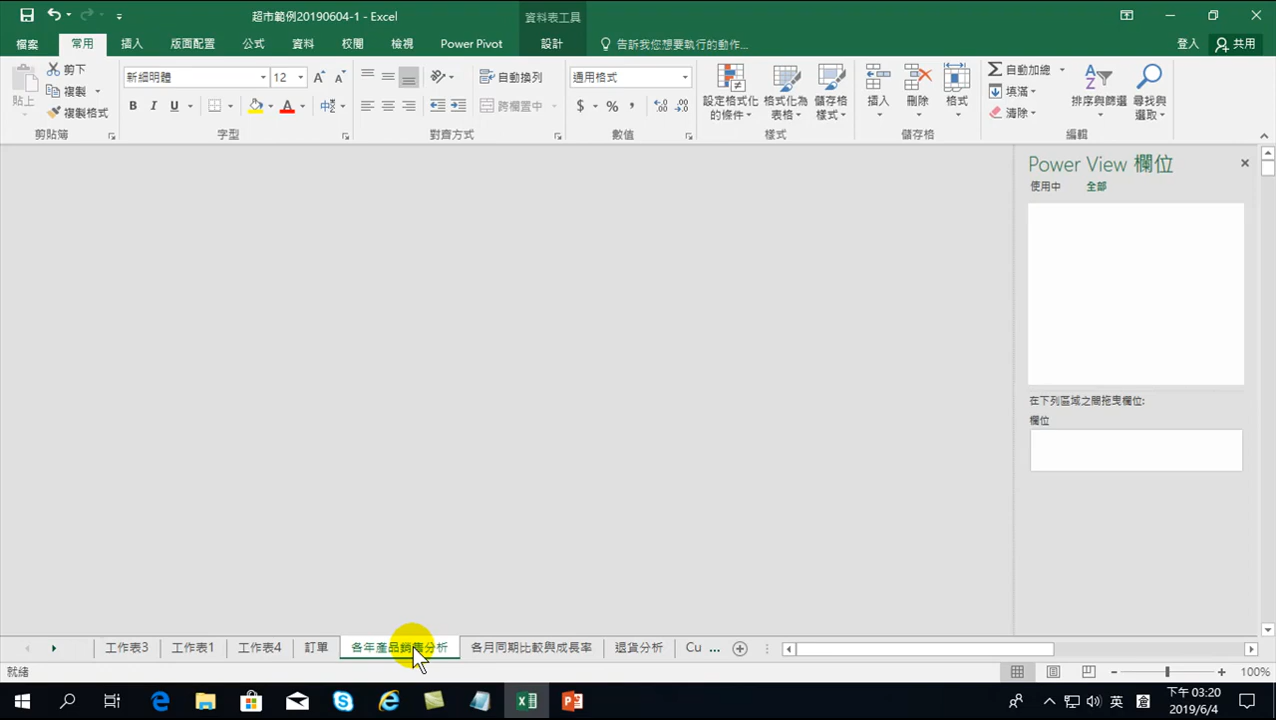 超市範例20190604-1 - Excel
資料表工具
檔案 常用 插入 版面配置 公式 資料 校閱 檢視 Power Pivot 設計 告訴我您想要執行的動作... 登入 共用
貼上
剪下
複製
複製格式
新細明體 12
B I U A
自動換列
跨欄置中
通用格式
$ % ,
設定格式化的條件
格式化為表格
儲存格樣式
插入
刪除
格式
自動加總
填滿
清除
排序與篩選
尋找與選取
剪貼簿 字型 對齊方式 數值 樣式 儲存格 編輯
Power View 欄位
使用中 全部
在下列區域之間拖曳欄位:
欄位
工作表3 工作表1 工作表4 訂單 各年產品銷售分析 各月同期比較與成長率 退貨分析 Cu ...
就緒
100%
英
下午 03:20
2019/6/4